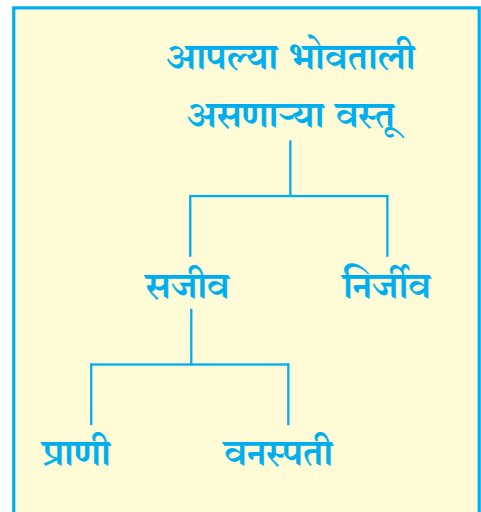 आपल्या भोवताली
असणाऱ्या वस्तू
सजीव निर्जीव
प्राणी वनस्पती